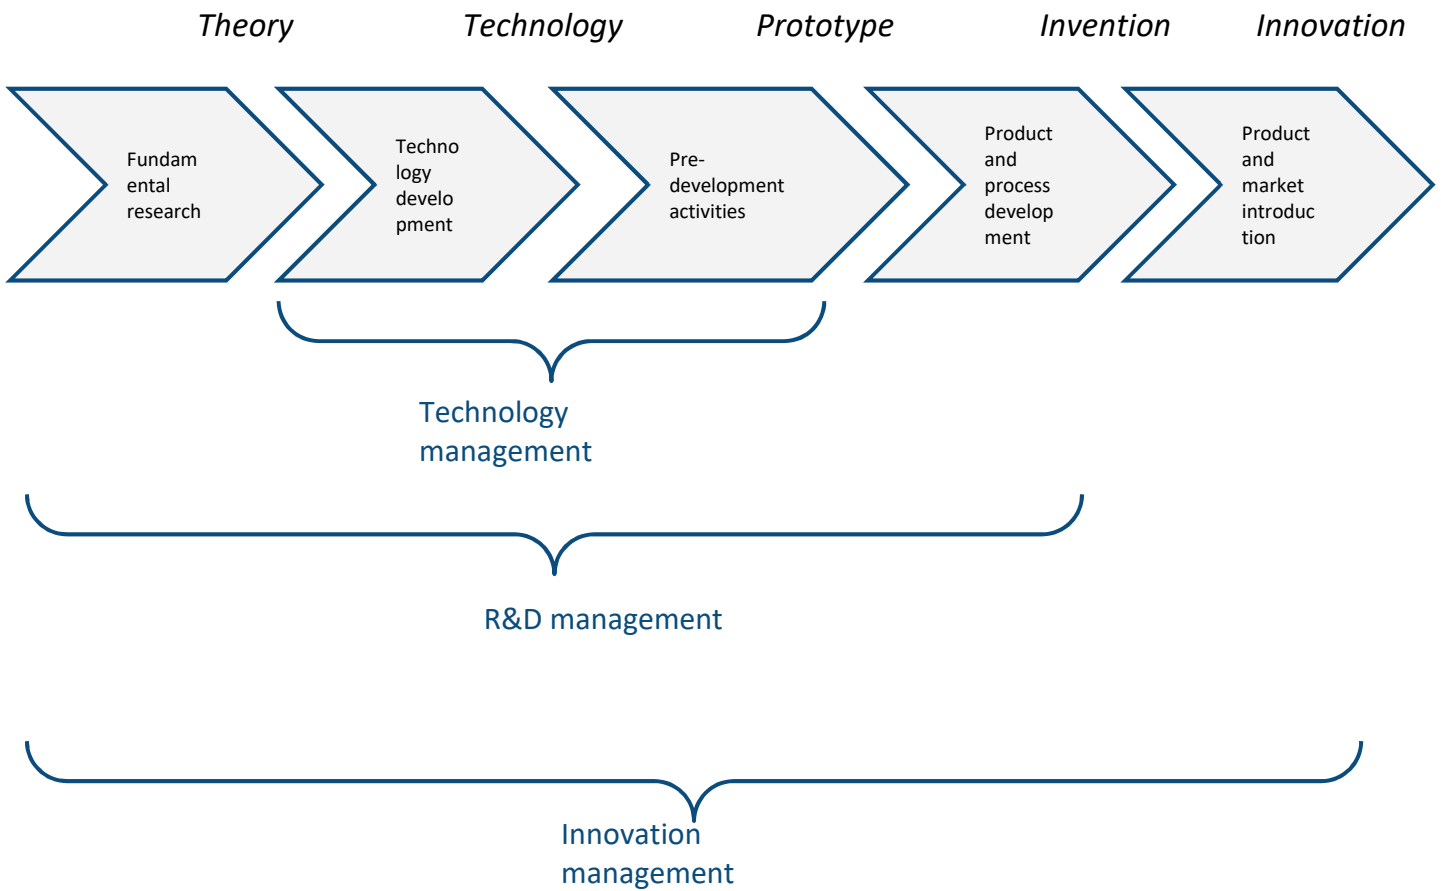 Theory
Technology
Prototype
Invention
Innovation
Fundam
ental
research
Techno
logy
develo
pment
Pre-
development
activities
Product
and
process
develop
ment
Product
and
market
introduc
tion
Technology
management
R&D management
Innovation
management